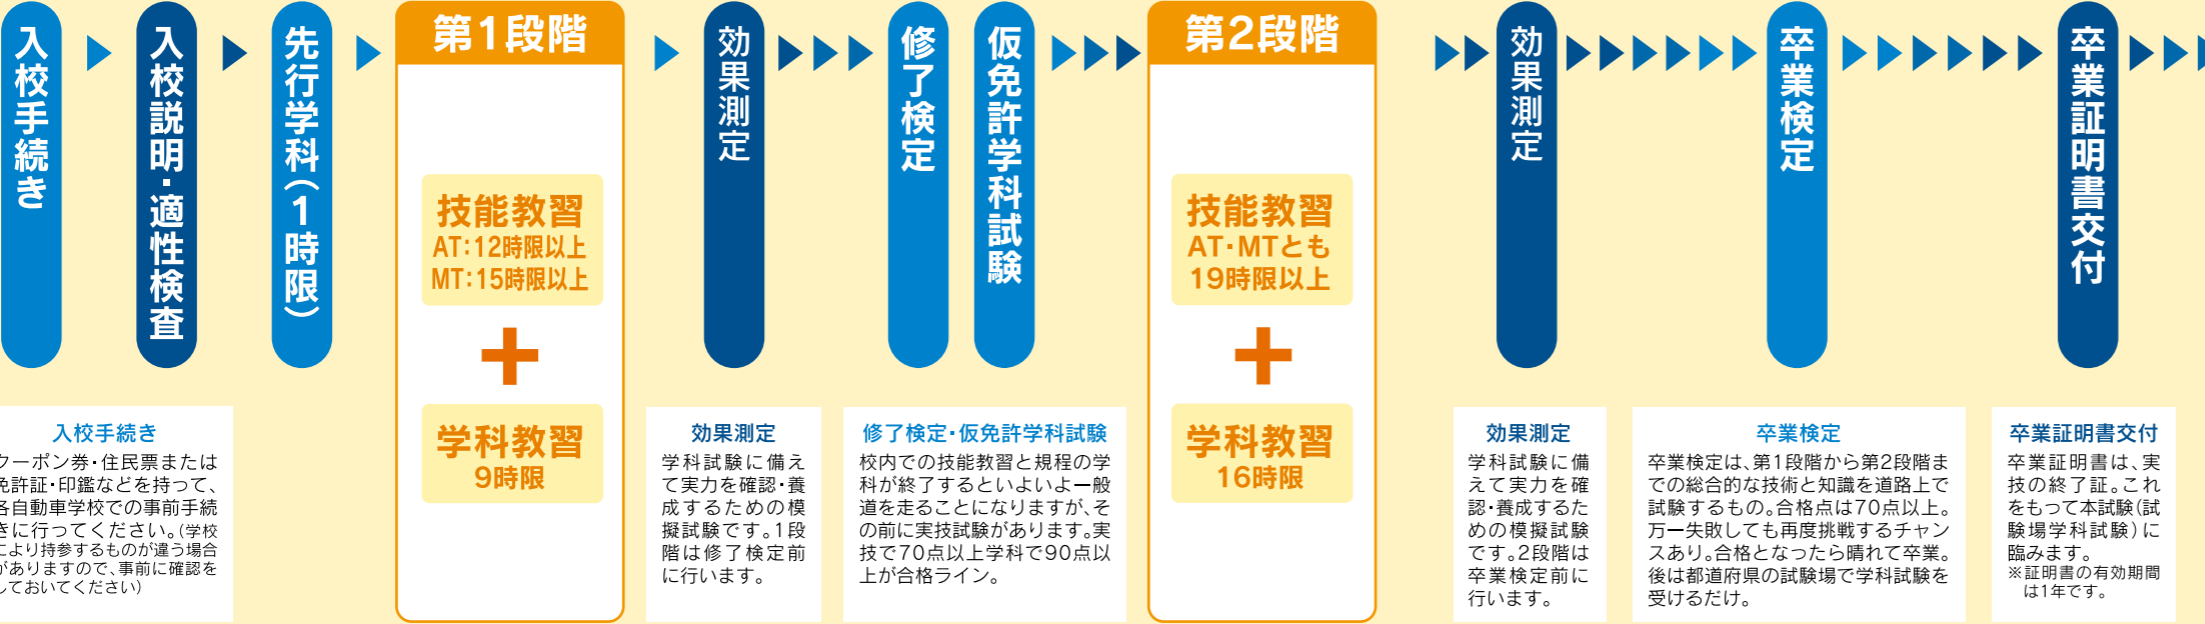 入校手続き
入校説明・適性検査
先行学科(1時限)
第1段階
技能教習
AT:12時限以上
MT:15時限以上
+
学科教習
9時限
効果測定
修了検定
仮免許学科試験
第2段階
技能教習
AT・MTとも
19時限以上
+
学科教習
16時限
効果測定
卒業検定
卒業証明書交付
入校手続き
クーポン券・住民票または
免許証・印鑑などを持って、
各自動車学校での事前手続
きに行ってください。(学校
により持参するものが違う場合
がありますので、事前に確認を
しておいてください)
効果測定
学科試験に備え
て実力を確認・養
成するための模
擬試験です。1段
階は修了検定前
に行います。
修了検定・仮免許学科試験
校内での技能教習と規程の学
科が終了するといよいよ一般
道を走ることになりますが、そ
の前に実技試験があります。実
技で70点以上学科で90点以
上が合格ライン。
効果測定
学科試験に備
えて実力を確
認・養成するた
めの模擬試験
です。2段階は
卒業検定前に
行います。
卒業検定
卒業検定は、第1段階から第2段階ま
での総合的な技術と知識を道路上で
試験するもの。合格点は70点以上。
万一失敗しても再度挑戦するチャン
スあり。合格となったら晴れて卒業。
後は都道府県の試験場で学科試験を
受けるだけ。
卒業証明書交付
卒業証明書は、実
技の終了証。これ
をもって本試験(試
験場学科試験)に
臨みます。
※証明書の有効期間
は1年です。